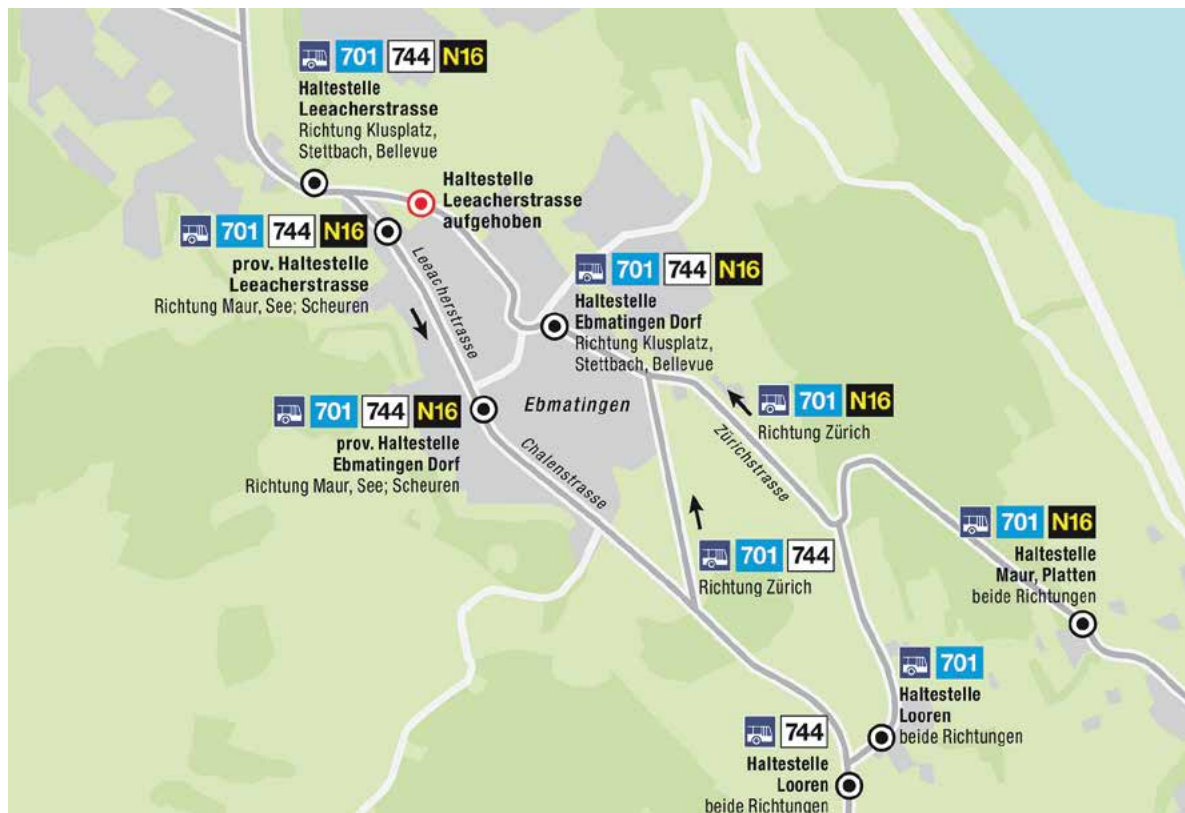 701 744 N16
Haltestelle
Leeacherstrasse
Richtung Klusplatz,
Stettbach, Bellevue
Haltestelle
Leeacherstrasse
aufgehoben
701 744 N16
prov. Haltestelle
Leeacherstrasse
Richtung Maur, See; Scheuren
Leeacherstrasse
701 744 N16
Haltestelle
Ebmatingen Dorf
Richtung Klusplatz,
Stettbach, Bellevue
701 744 N16
prov. Haltestelle
Ebmatingen Dorf
Richtung Maur, See; Scheuren
Ebmatingen
701 N16
Richtung Zürich
Zürichstrasse
Chalenstrasse
701 744
Richtung Zürich
701 N16
Haltestelle
Maur, Platten
beide Richtungen
701
Haltestelle
Looren
beide Richtungen
744
Haltestelle
Looren
beide Richtungen